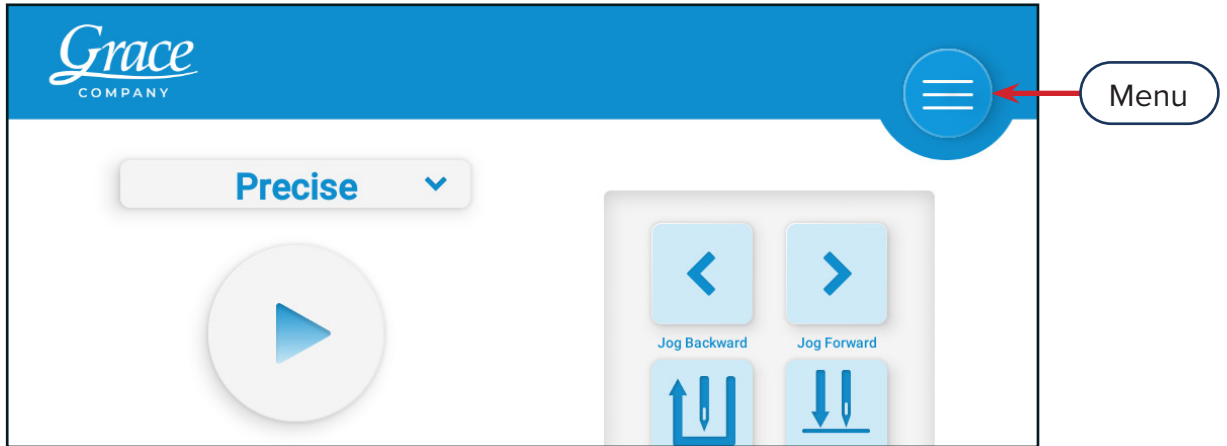 Grace
COMPANY
Menu
Precise
Jog Backward
Jog Forward